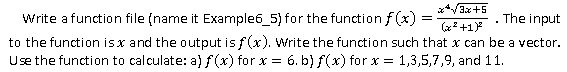 Write a function file (name it Example6_5) for the function f(x) = x⁴√(3x+5) / (x²+1)² . The input
to the function is x and the output is f(x). Write the function such that x can be a vector.
Use the function to calculate: a) f(x) for x = 6. b) f(x) for x = 1,3,5,7,9, and 11.